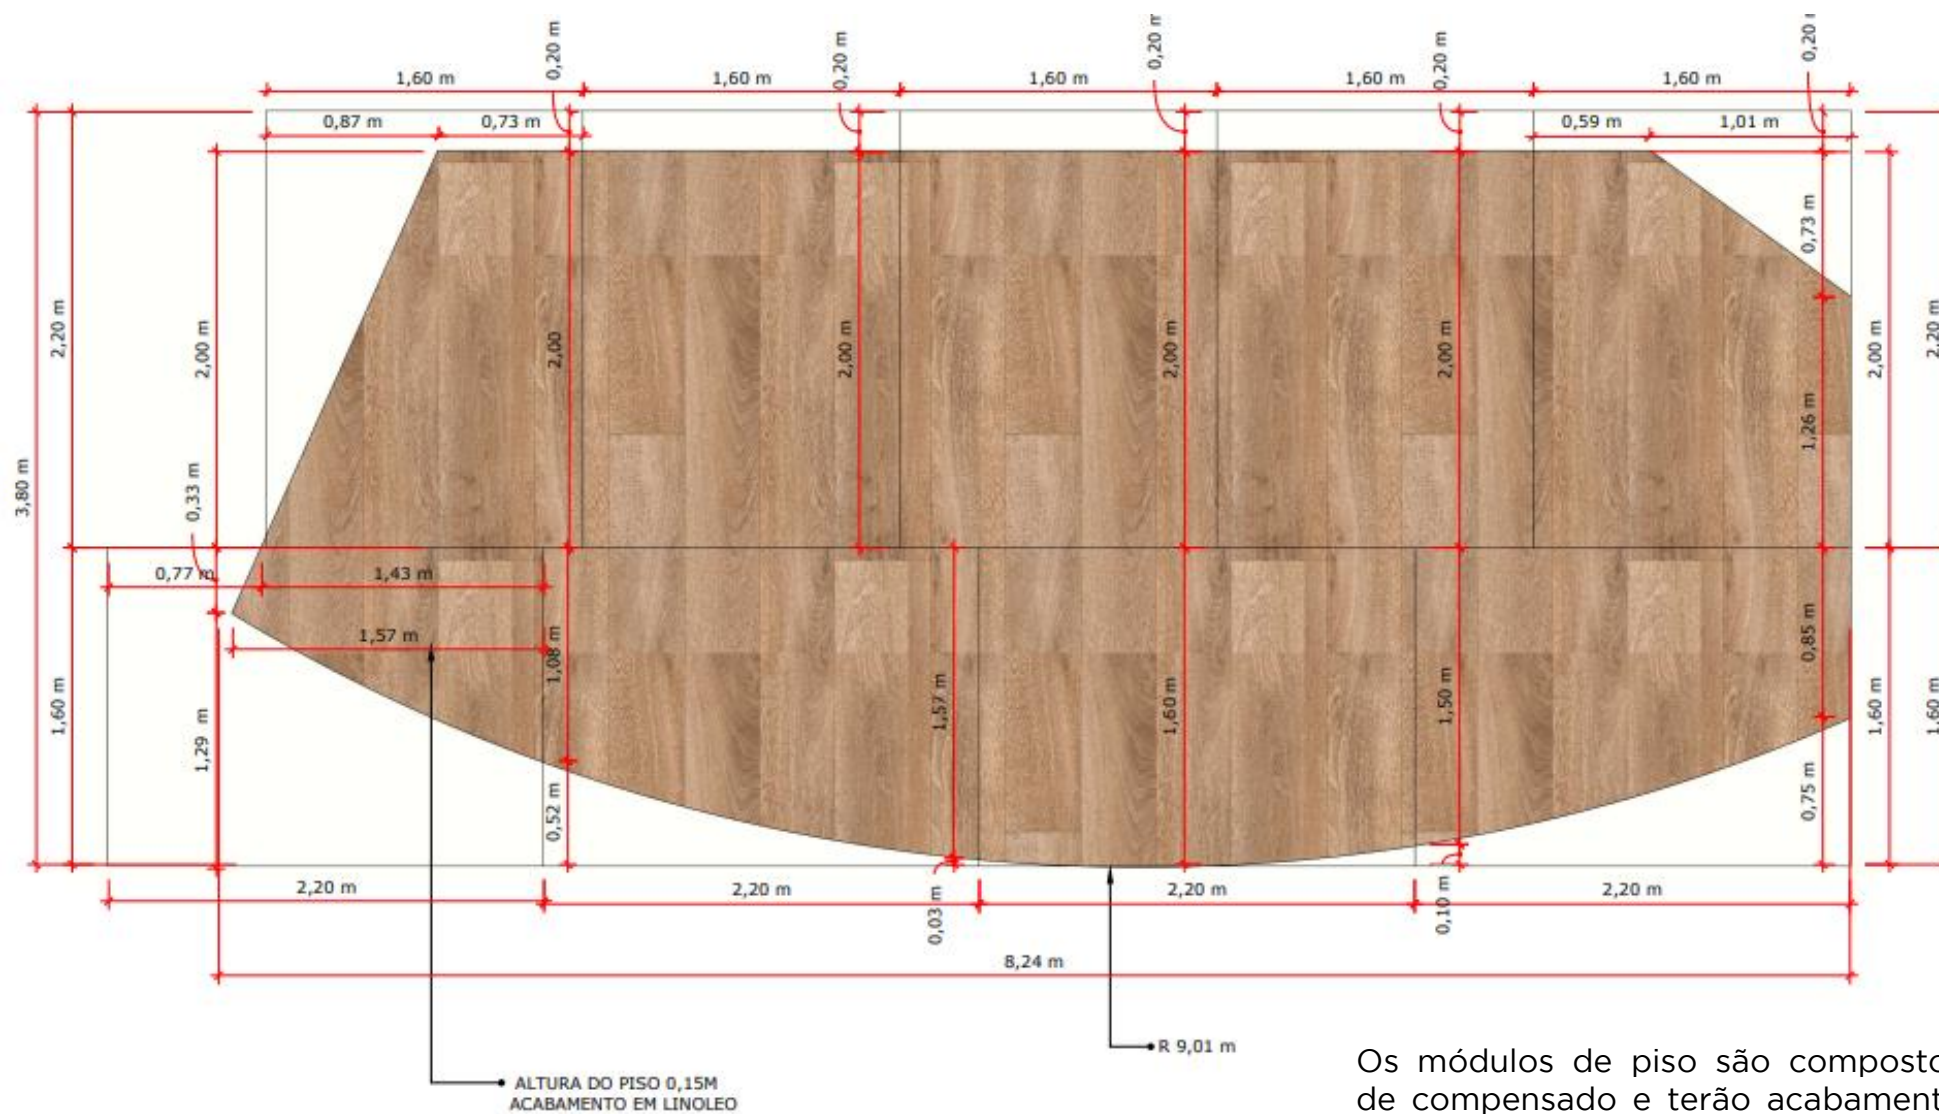 0,20 m
0,20 m
0,20 m
0,20 m
0,20
1,60 m
1,60 m
1,60 m
1,60 m
1,60 m
0,87 m
0,73 m
0,59 m
1,01 m
0,73 m
2,20 m
2,00 m
2,00
2,00 m
2,00 m
2,00 m
2,00 m
2,20 m
1,26 m
3,80 m
0,33 m
0,77 m
1,43 m
1,57 m
1,08 m
0,85 m
1,60 m
1,29 m
1,57 m
1,60 m
1,50 m
1,60 m
1,60 m
0,52 m
0,75 m
2,20 m
2,20 m
2,20 m
2,20 m
0,03 m
0,10 m
8,24 m
R 9,01 m
ALTURA DO PISO 0,15M
ACABAMENTO EM LINOLEO
Os módulos de piso são composto
de compensado e terão acabament